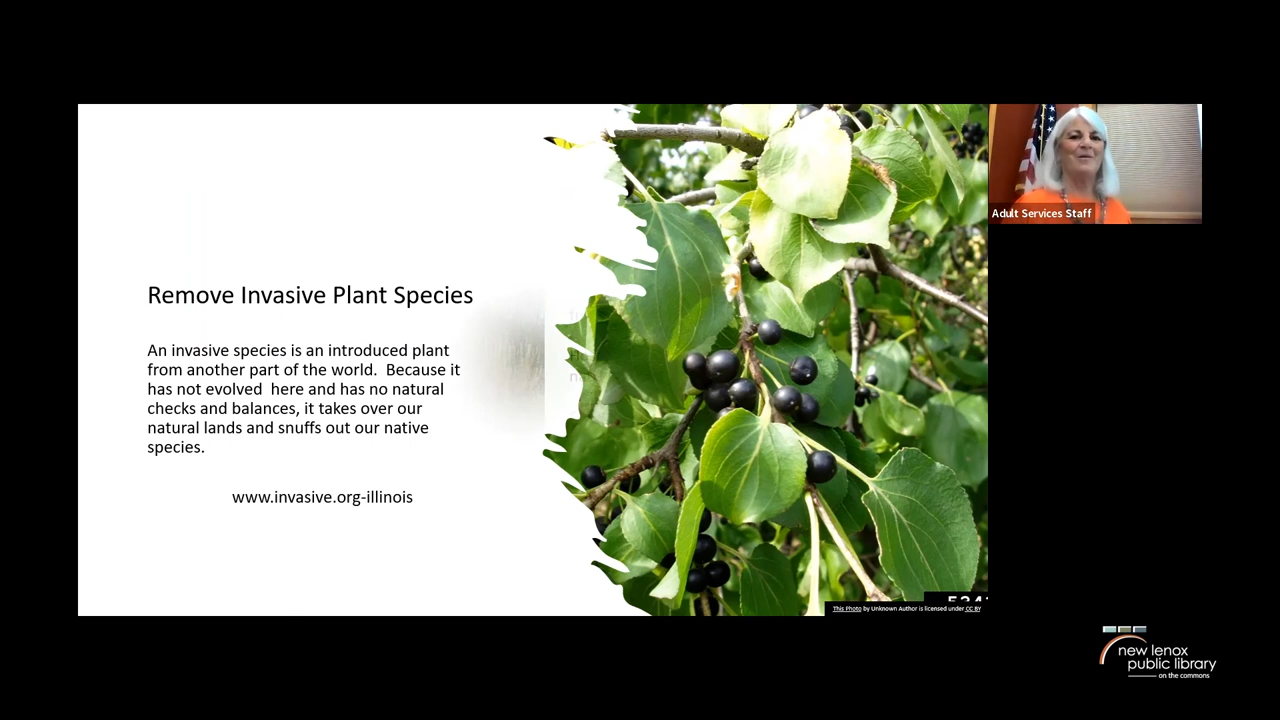 Remove Invasive Plant Species
An invasive species is an introduced plant
from another part of the world.  Because it
has not evolved  here and has no natural
checks and balances, it takes over our
natural lands and snuffs out our native
species.
www.invasive.org-illinois
Adult Services Staff
This Photo by Unknown Author is licensed under CC BY
new lenox
public library
on the commons